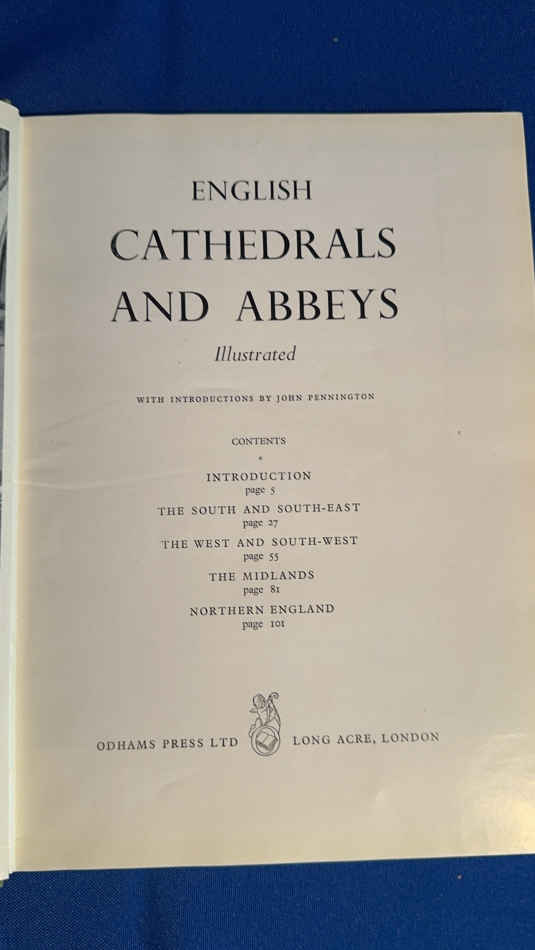 ENGLISH
CATHEDRALS
AND ABBEYS
Illustrated
WITH INTRODUCTIONS BY JOHN PENNINGTON
CONTENTS
INTRODUCTION
page 5
THE SOUTH AND SOUTH-EAST
page 27
THE WEST AND SOUTH-WEST
page 55
THE MIDLANDS
page 81
NORTHERN ENGLAND
page 101
ODHAMS PRESS LTD LONG ACRE, LONDON